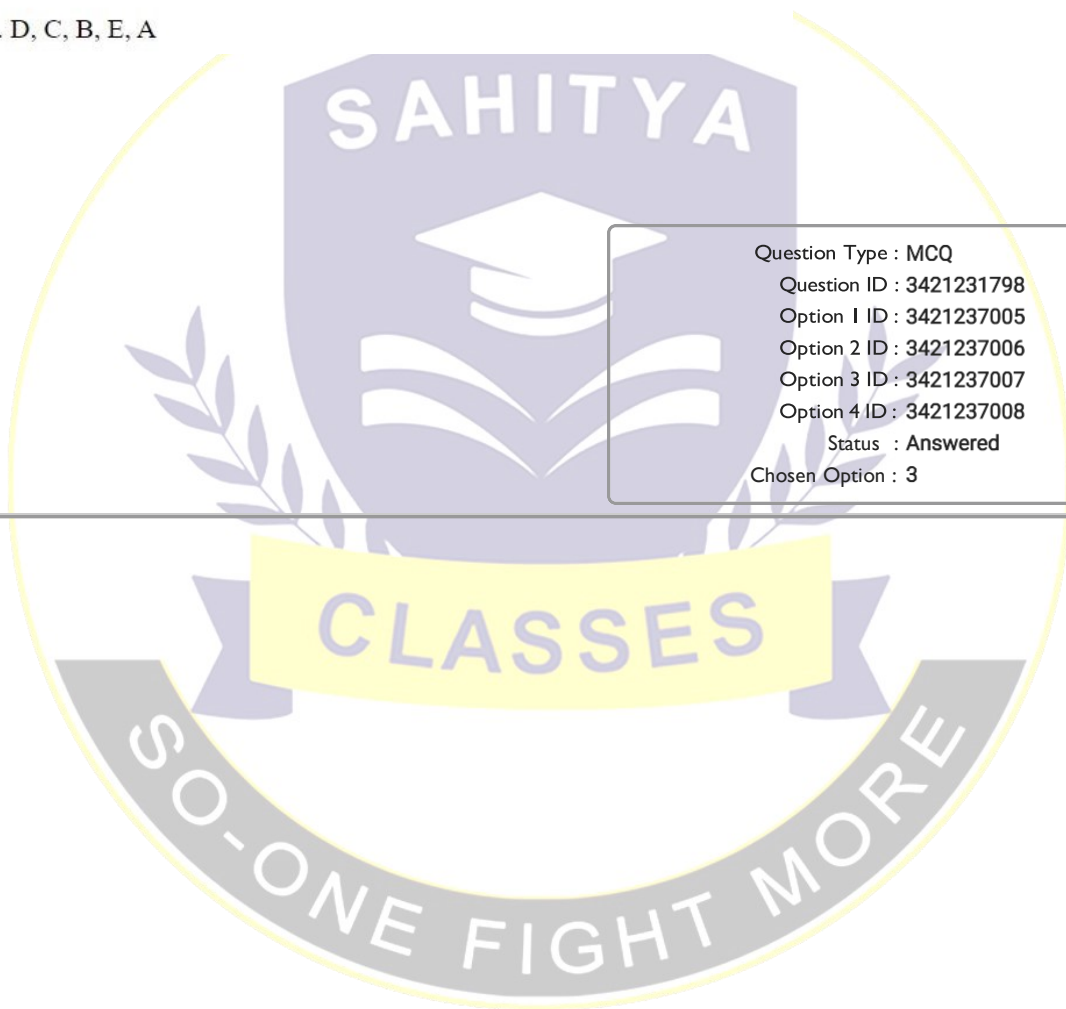 . D, C, B, E, A
SAHITYA
Question Type : MCQ
Question ID : 3421231798
Option 1 ID : 3421237005
Option 2 ID : 3421237006
Option 3 ID : 3421237007
Option 4 ID : 3421237008
Status : Answered
Chosen Option : 3
CLASSES
SO-ONE FIGHT MORE